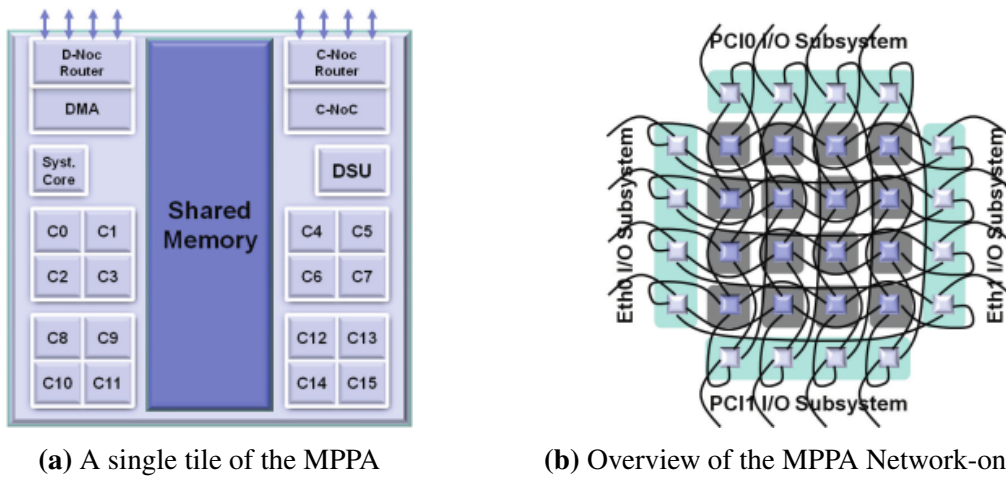 D-Noc
Router
DMA
Syst.
Core
C0 C1
C2 C3
C8 C9
C10 C11
Shared
Memory
C-Noc
Router
C-NoC
DSU
C4 C5
C6 C7
C12 C13
C14 C15
(a) A single tile of the MPPA
PCI0 I/O Subsystem
Eth0 I/O Subsystem
Eth1 I/O Subsystem
PCI1 I/O Subsystem
(b) Overview of the MPPA Network-on